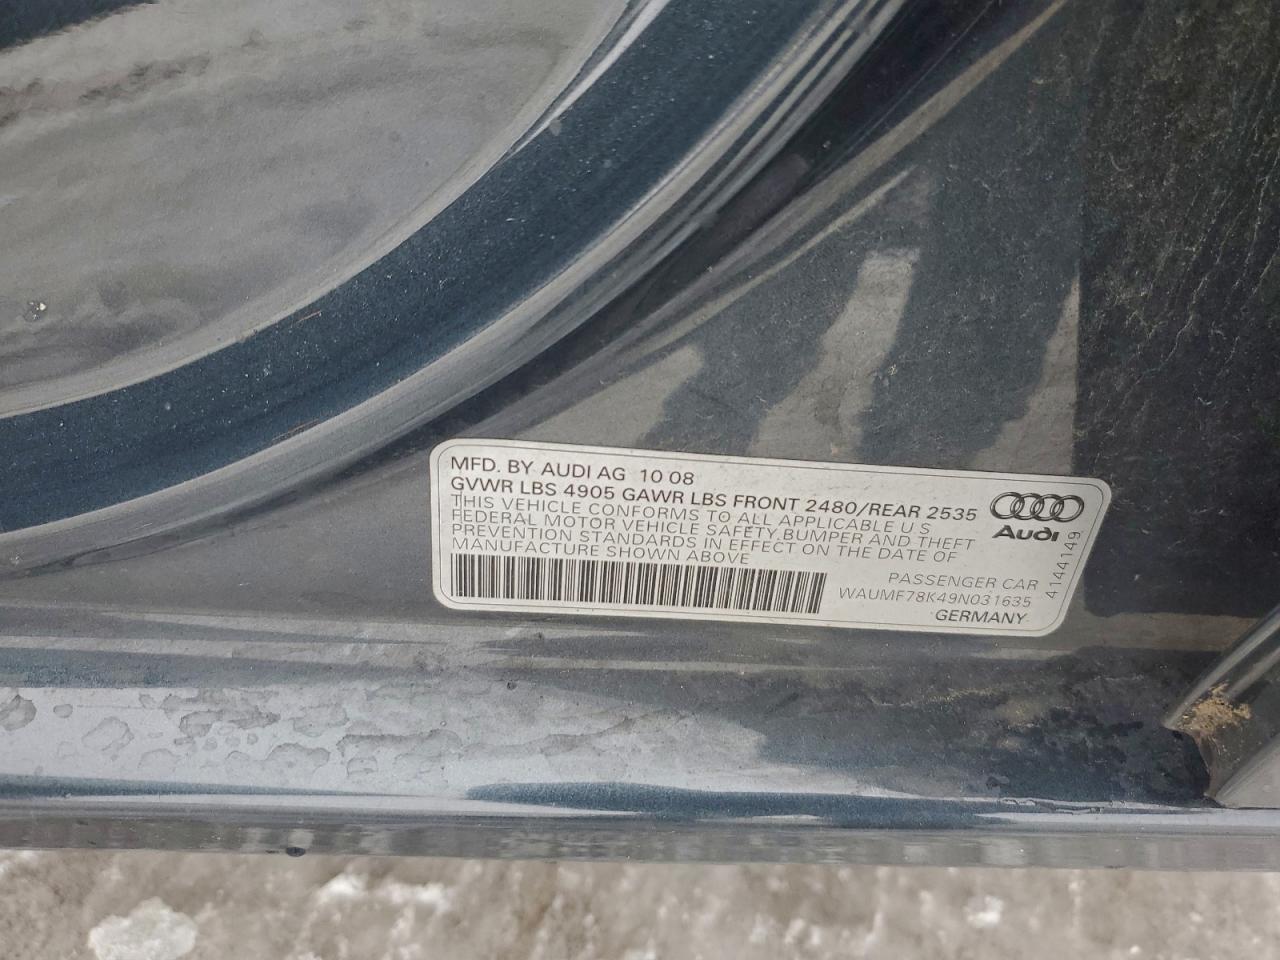 MFD. BY AUDI AG 10 08
GVWR LBS 4905 GAWR LBS FRONT 2480/REAR 2535
THIS VEHICLE CONFORMS TO ALL APPLICABLE U S
FEDERAL MOTOR VEHICLE SAFETY,BUMPER AND THEFT
PREVENTION STANDARDS IN EFFECT ON THE DATE OF
MANUFACTURE SHOWN ABOVE
Audi
PASSENGER CAR
WAUMF78K49N031635
GERMANY
4144149